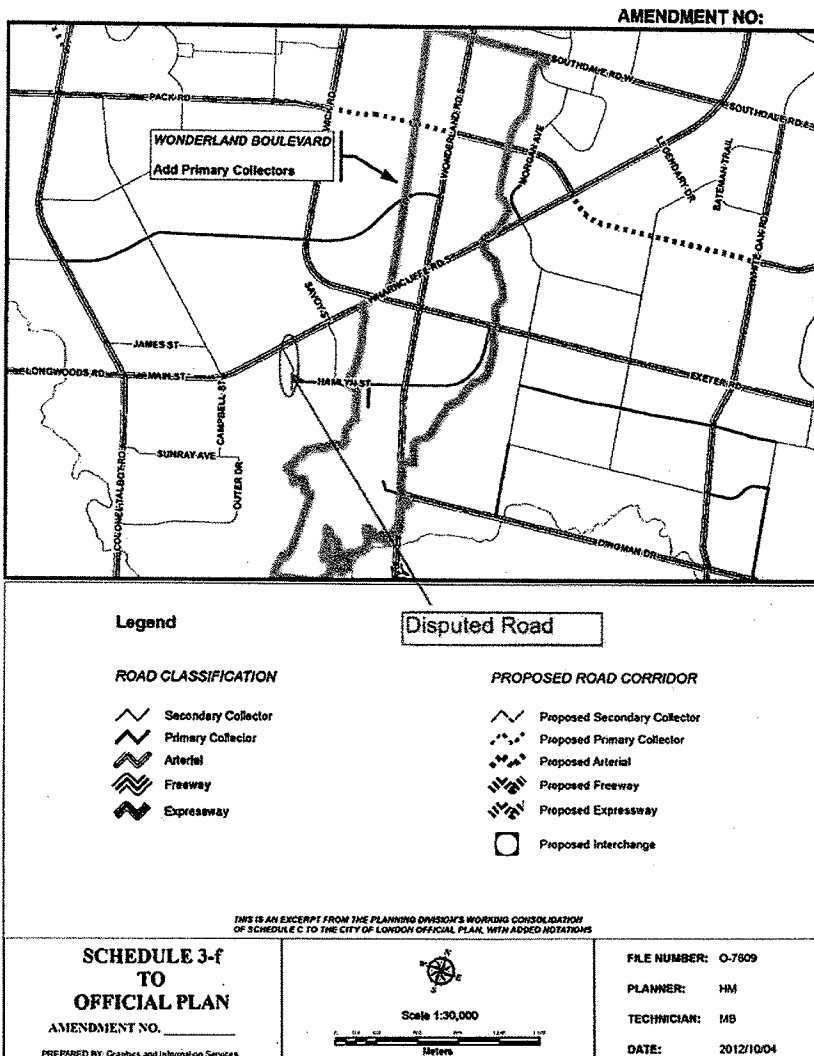 AMENDMENT NO:
SOUTHDALE RD W
SOUTHDALE RD E
PACK RD
WONDERLAND RD S
MORGAN AVE
LEGENDARY DR
BATEMAN TRAIL
WHITE OAK RD
WONDERLAND BOULEVARD
Add Primary Collectors
WHARNCLIFFE RD S
SAVOY ST
JAMES ST
LONGWOODS RD
MAIN ST
HAMLYN ST
EXETER RD
CAMPBELL ST
SUNRAY AVE
OUTER DR
COLONEL TALBOT RD
DINGMAN DR
Legend
Disputed Road
ROAD CLASSIFICATION
Secondary Collector
Primary Collector
Arterial
Freeway
Expressway
PROPOSED ROAD CORRIDOR
Proposed Secondary Collector
Proposed Primary Collector
Proposed Arterial
Proposed Freeway
Proposed Expressway
Proposed Interchange
THIS IS AN EXCERPT FROM THE PLANNING DIVISION'S WORKING CONSOLIDATION
OF SCHEDULE C TO THE CITY OF LONDON OFFICIAL PLAN, WITH ADDED NOTATIONS
SCHEDULE 3-f
TO
OFFICIAL PLAN
AMENDMENT NO.
PREPARED BY: Graphics and Information Services
N
E
S
Scale 1:30,000
Meters
FILE NUMBER: O-7609
PLANNER: HM
TECHNICIAN: MB
DATE: 2012/10/04